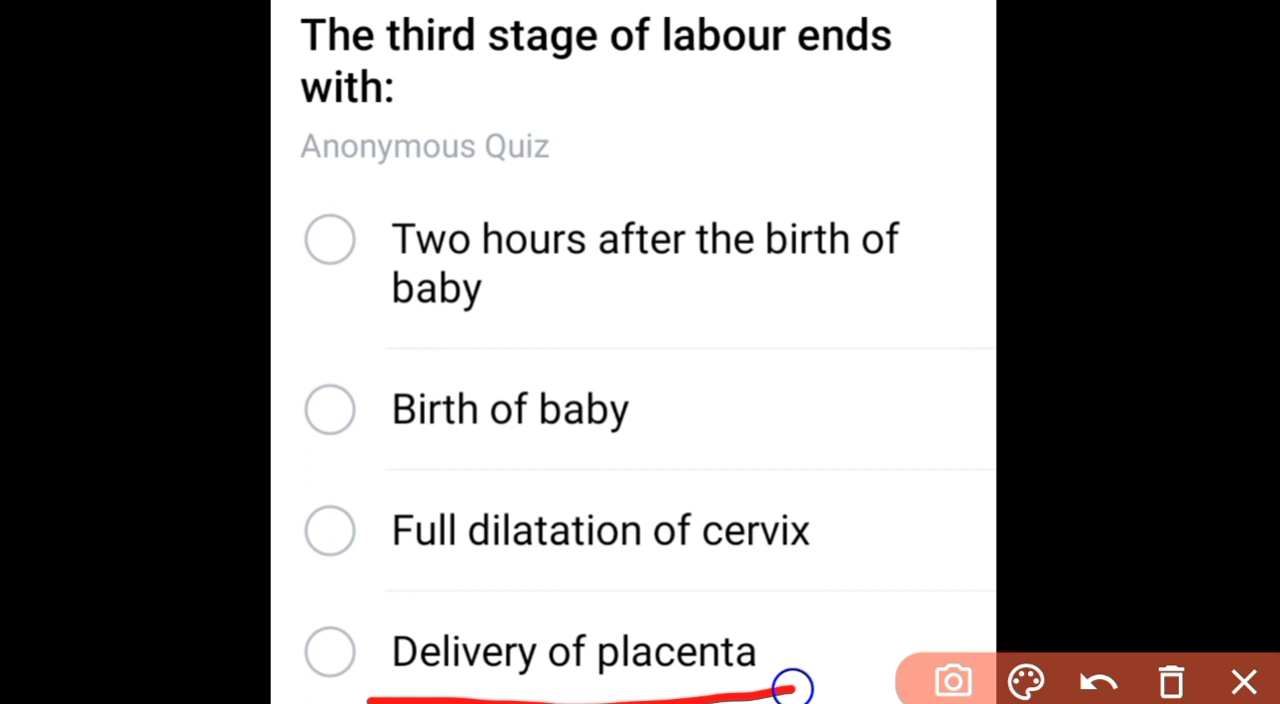 The third stage of labour ends
with:
Anonymous Quiz
Two hours after the birth of
baby
Birth of baby
Full dilatation of cervix
Delivery of placenta